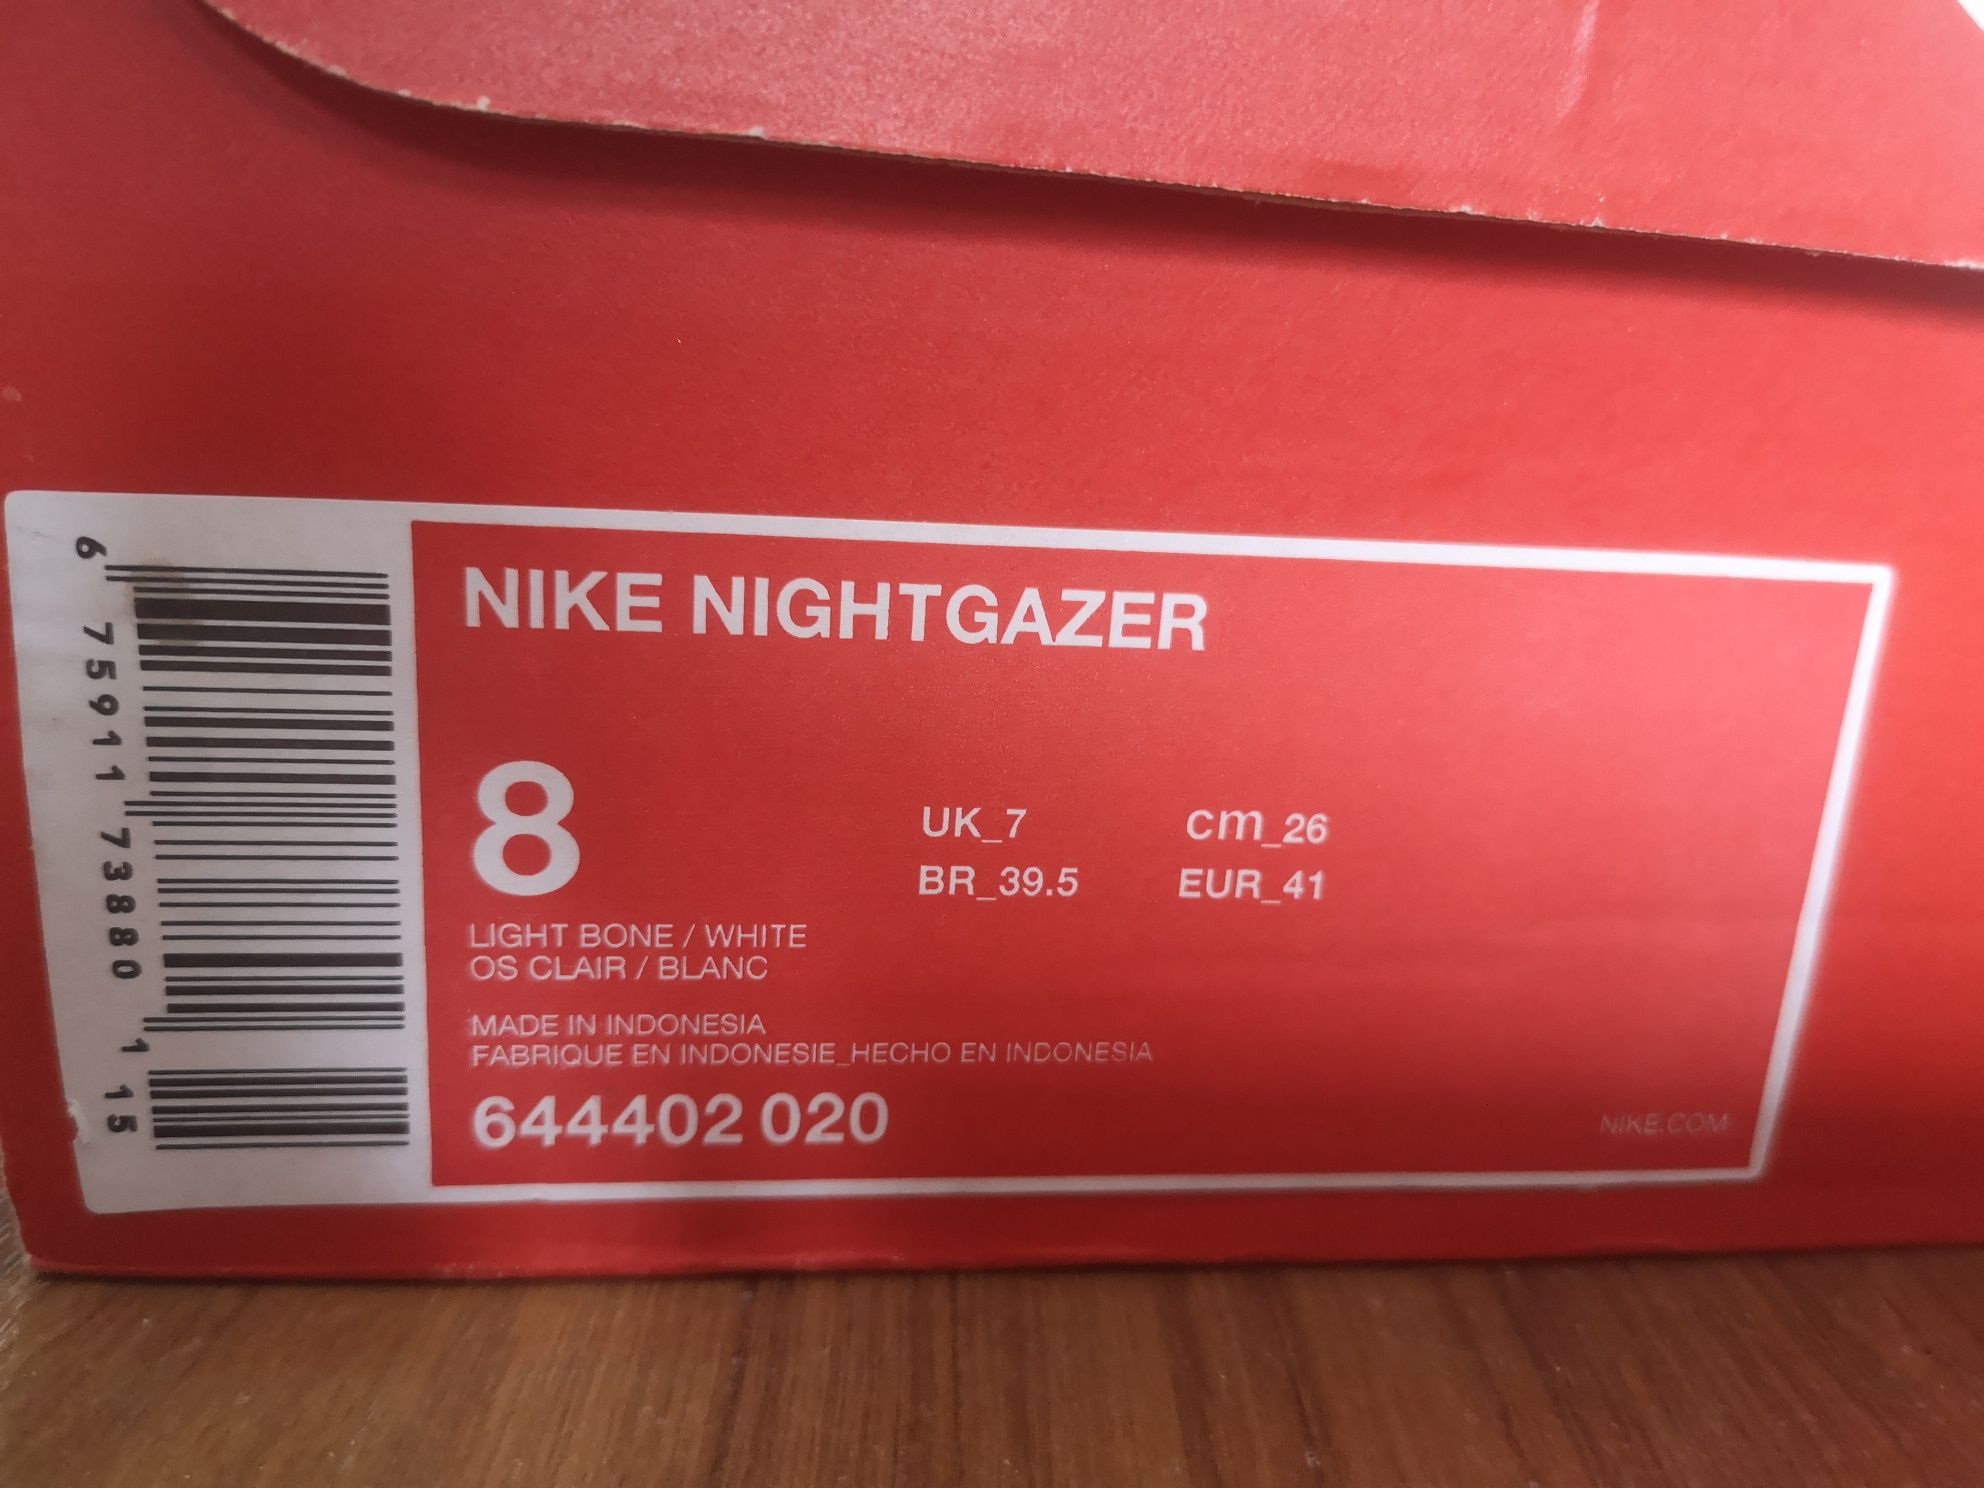 NIKE NIGHTGAZER
8
UK_7 cm_26
BR_39.5 EUR_41
LIGHT BONE / WHITE
OS CLAIR / BLANC
MADE IN INDONESIA
FABRIQUE EN INDONESIE_HECHO EN INDONESIA
644402 020
NIKE.COM
6 75911 73880 1 15